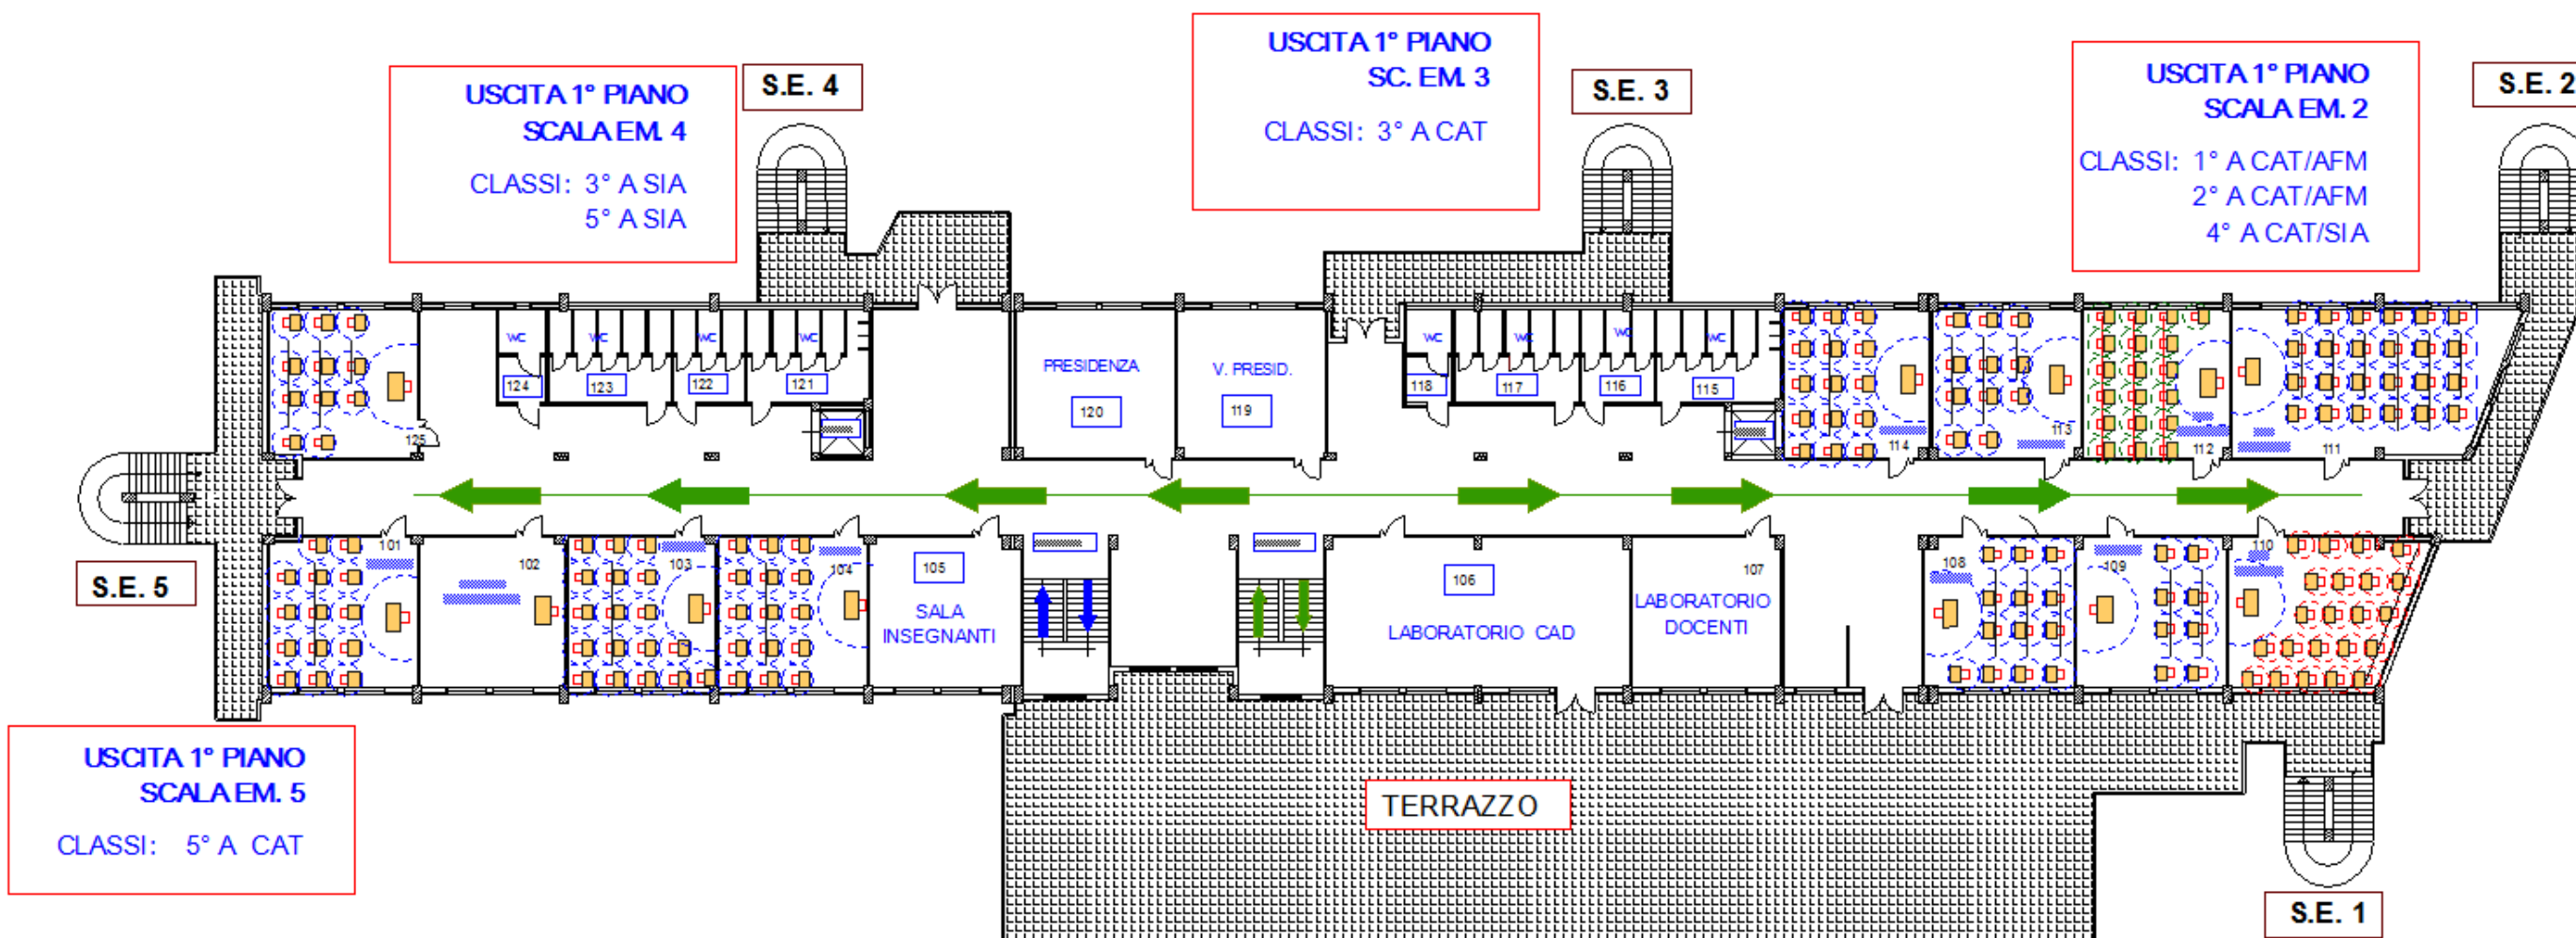 USCITA 1° PIANO
SCALA EM. 4
CLASSI: 3° A SIA
5° A SIA
S.E. 4
USCITA 1° PIANO
SC. EM. 3
CLASSI: 3° A CAT
S.E. 3
USCITA 1° PIANO
SCALA EM. 2
CLASSI: 1° A CAT/AFM
2° A CAT/AFM
4° A CAT/SIA
S.E. 2
WC
WC
WC
WC
124
123
122
121
125
PRESIDENZA
120
V. PRESID.
119
WC
WC
WC
WC
118
117
116
115
114
113
112
111
S.E. 5
101
102
103
104
105
SALA
INSEGNANTI
106
LABORATORIO CAD
107
LABORATORIO
DOCENTI
108
109
110
USCITA 1° PIANO
SCALA EM. 5
CLASSI: 5° A CAT
TERRAZZO
S.E. 1